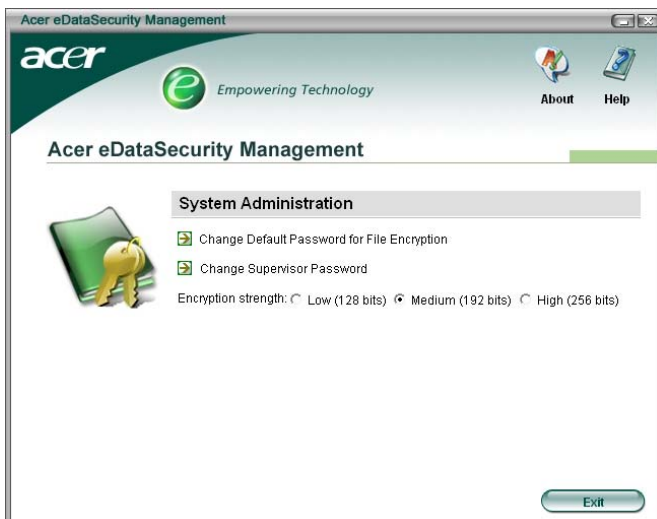 Acer eDataSecurity Management
acer
e Empowering Technology
About Help
Acer eDataSecurity Management
System Administration
Change Default Password for File Encryption
Change Supervisor Password
Encryption strength: Low (128 bits) Medium (192 bits) High (256 bits)
Exit